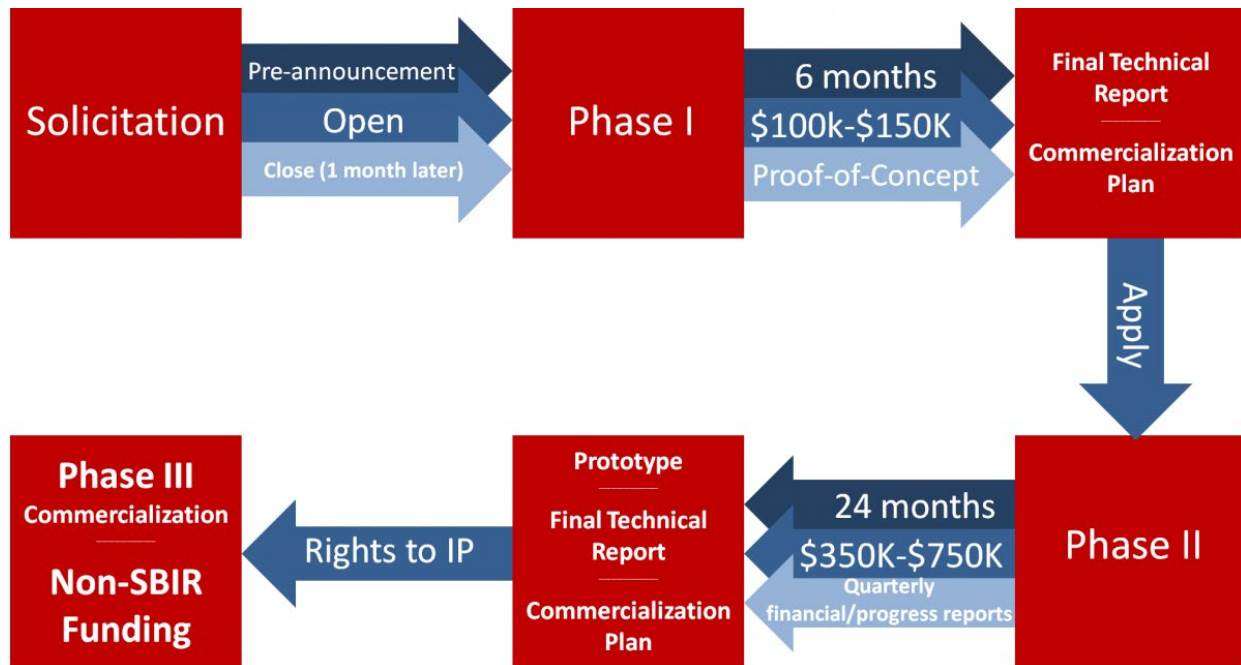 Solicitation
Pre-announcement
Open
Close (1 month later)
Phase I
6 months
$100k-$150K
Proof-of-Concept
Final Technical
Report
Commercialization
Plan
Apply
Phase II
24 months
$350K-$750K
Quarterly
financial/progress reports
Prototype
Final Technical
Report
Commercialization
Plan
Rights to IP
Phase III
Commercialization
Non-SBIR
Funding